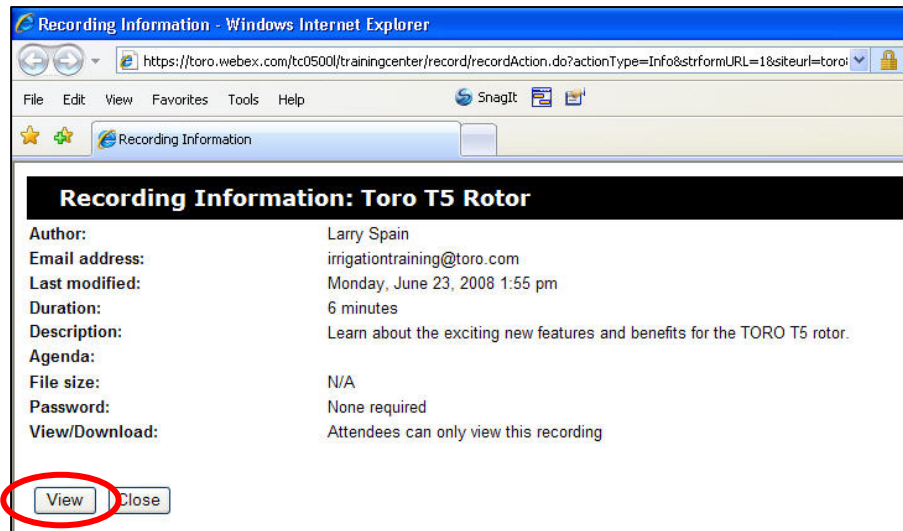 Recording Information - Windows Internet Explorer
https://toro.webex.com/tc0500l/trainingcenter/record/recordAction.do?actionType=Info&strformURL=1&siteurl=toro
File Edit View Favorites Tools Help SnagIt
Recording Information
Recording Information: Toro T5 Rotor
Author: Larry Spain
Email address: irrigationtraining@toro.com
Last modified: Monday, June 23, 2008 1:55 pm
Duration: 6 minutes
Description: Learn about the exciting new features and benefits for the TORO T5 rotor.
Agenda:
File size: N/A
Password: None required
View/Download: Attendees can only view this recording
View Close